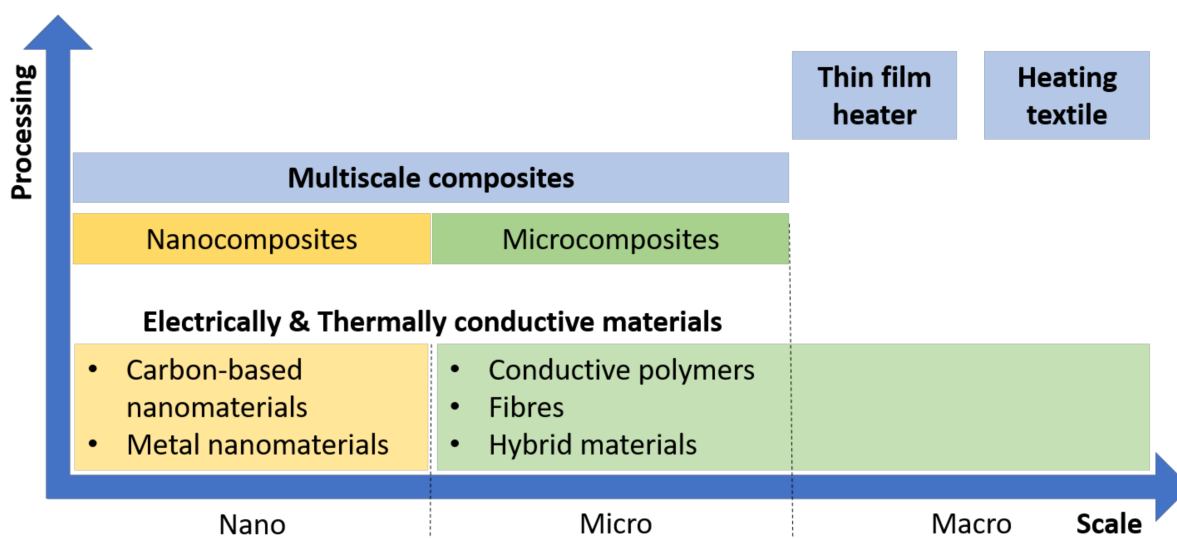 Processing
Thin film
heater
Heating
textile
Multiscale composites
Nanocomposites
Microcomposites
Electrically & Thermally conductive materials
• Carbon-based
nanomaterials
• Metal nanomaterials
• Conductive polymers
• Fibres
• Hybrid materials
Nano
Micro
Macro
Scale